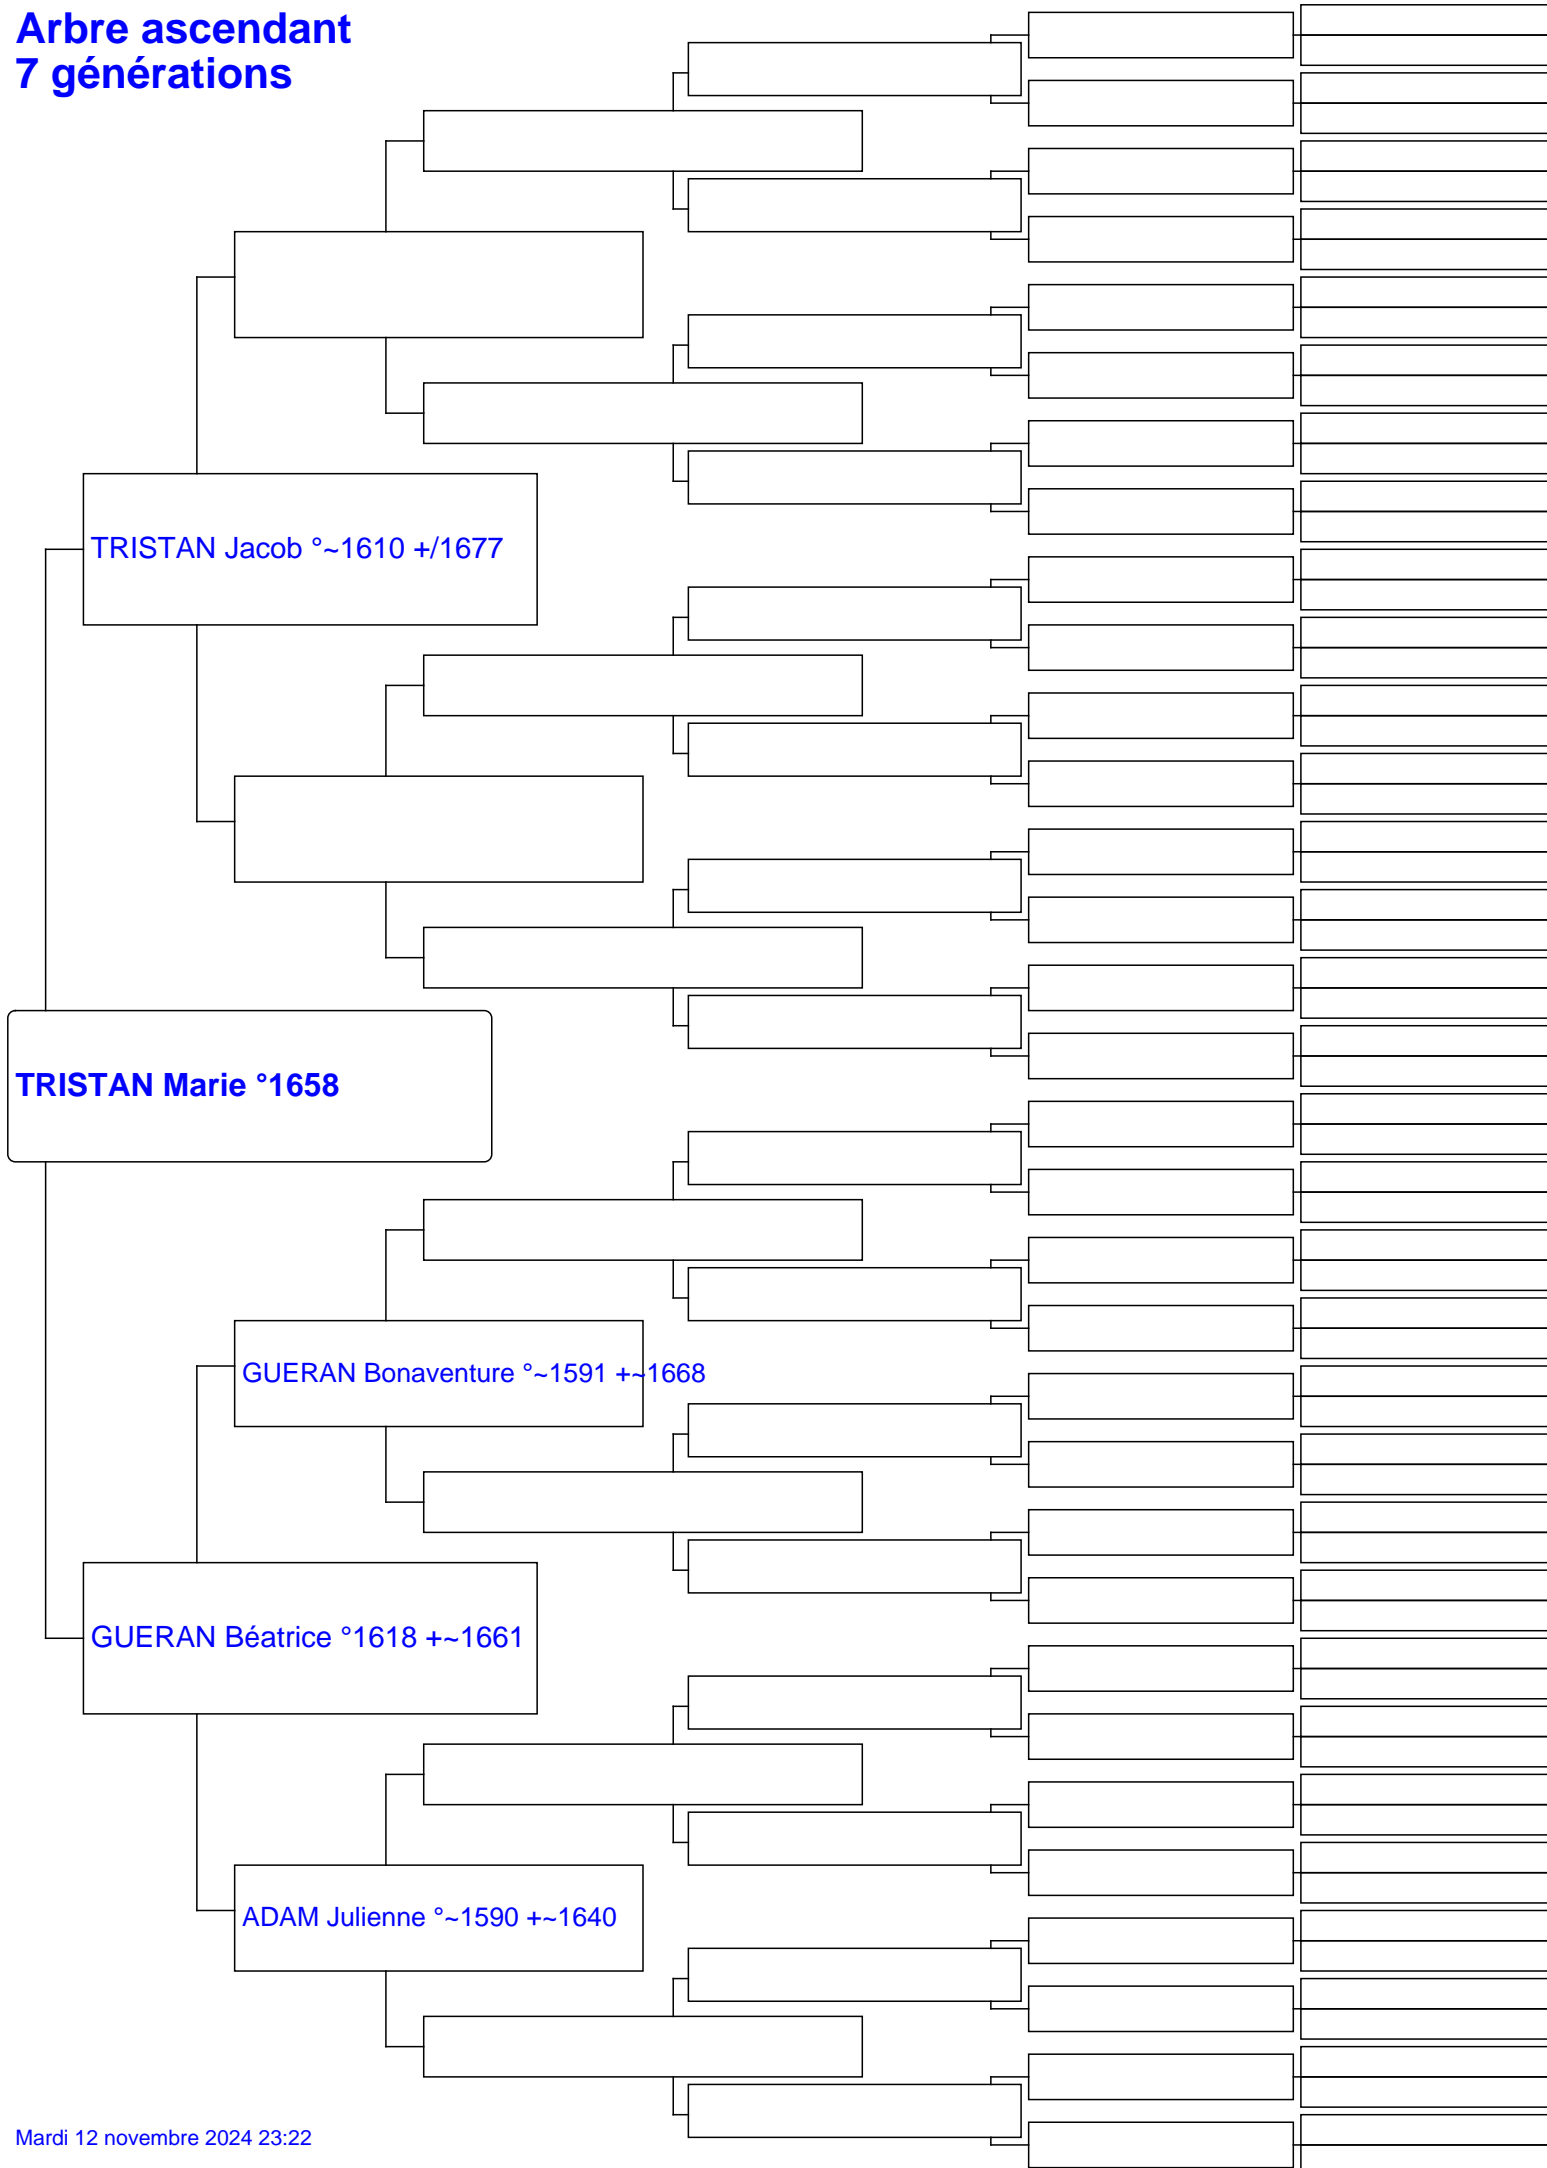 Arbre ascendant
7 générations
TRISTAN Jacob °~1610 +/1677
TRISTAN Marie °1658
GUERAN Bonaventure °~1591 +~1668
GUERAN Béatrice °1618 +~1661
ADAM Julienne °~1590 +~1640
Mardi 12 novembre 2024 23:22